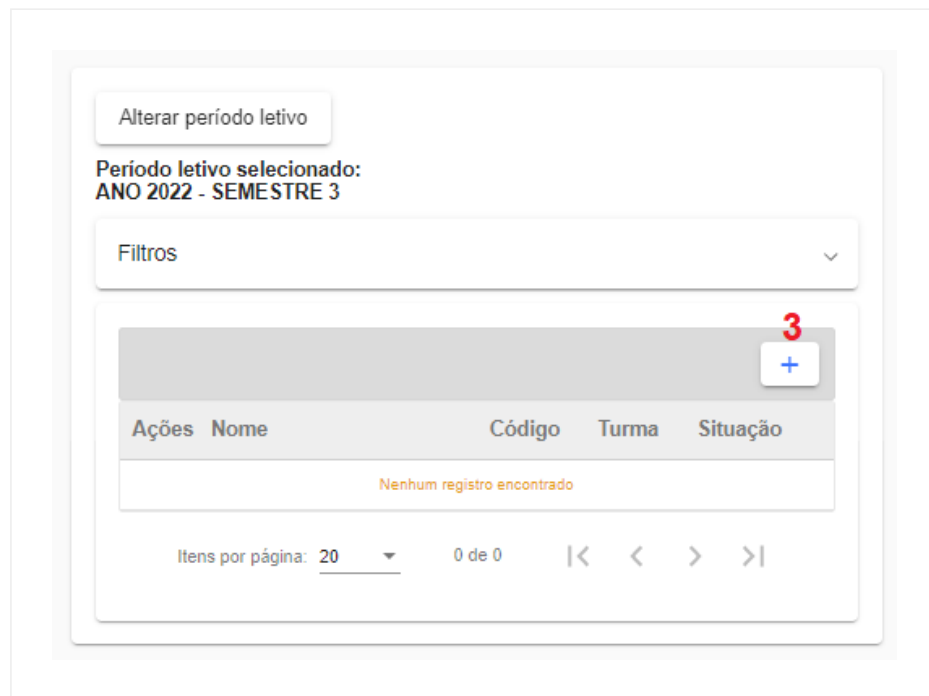 Alterar período letivo
Período letivo selecionado:
ANO 2022 - SEMESTRE 3
Filtros
3
+
Ações Nome Código Turma Situação
Nenhum registro encontrado
Itens por página: 20 0 de 0